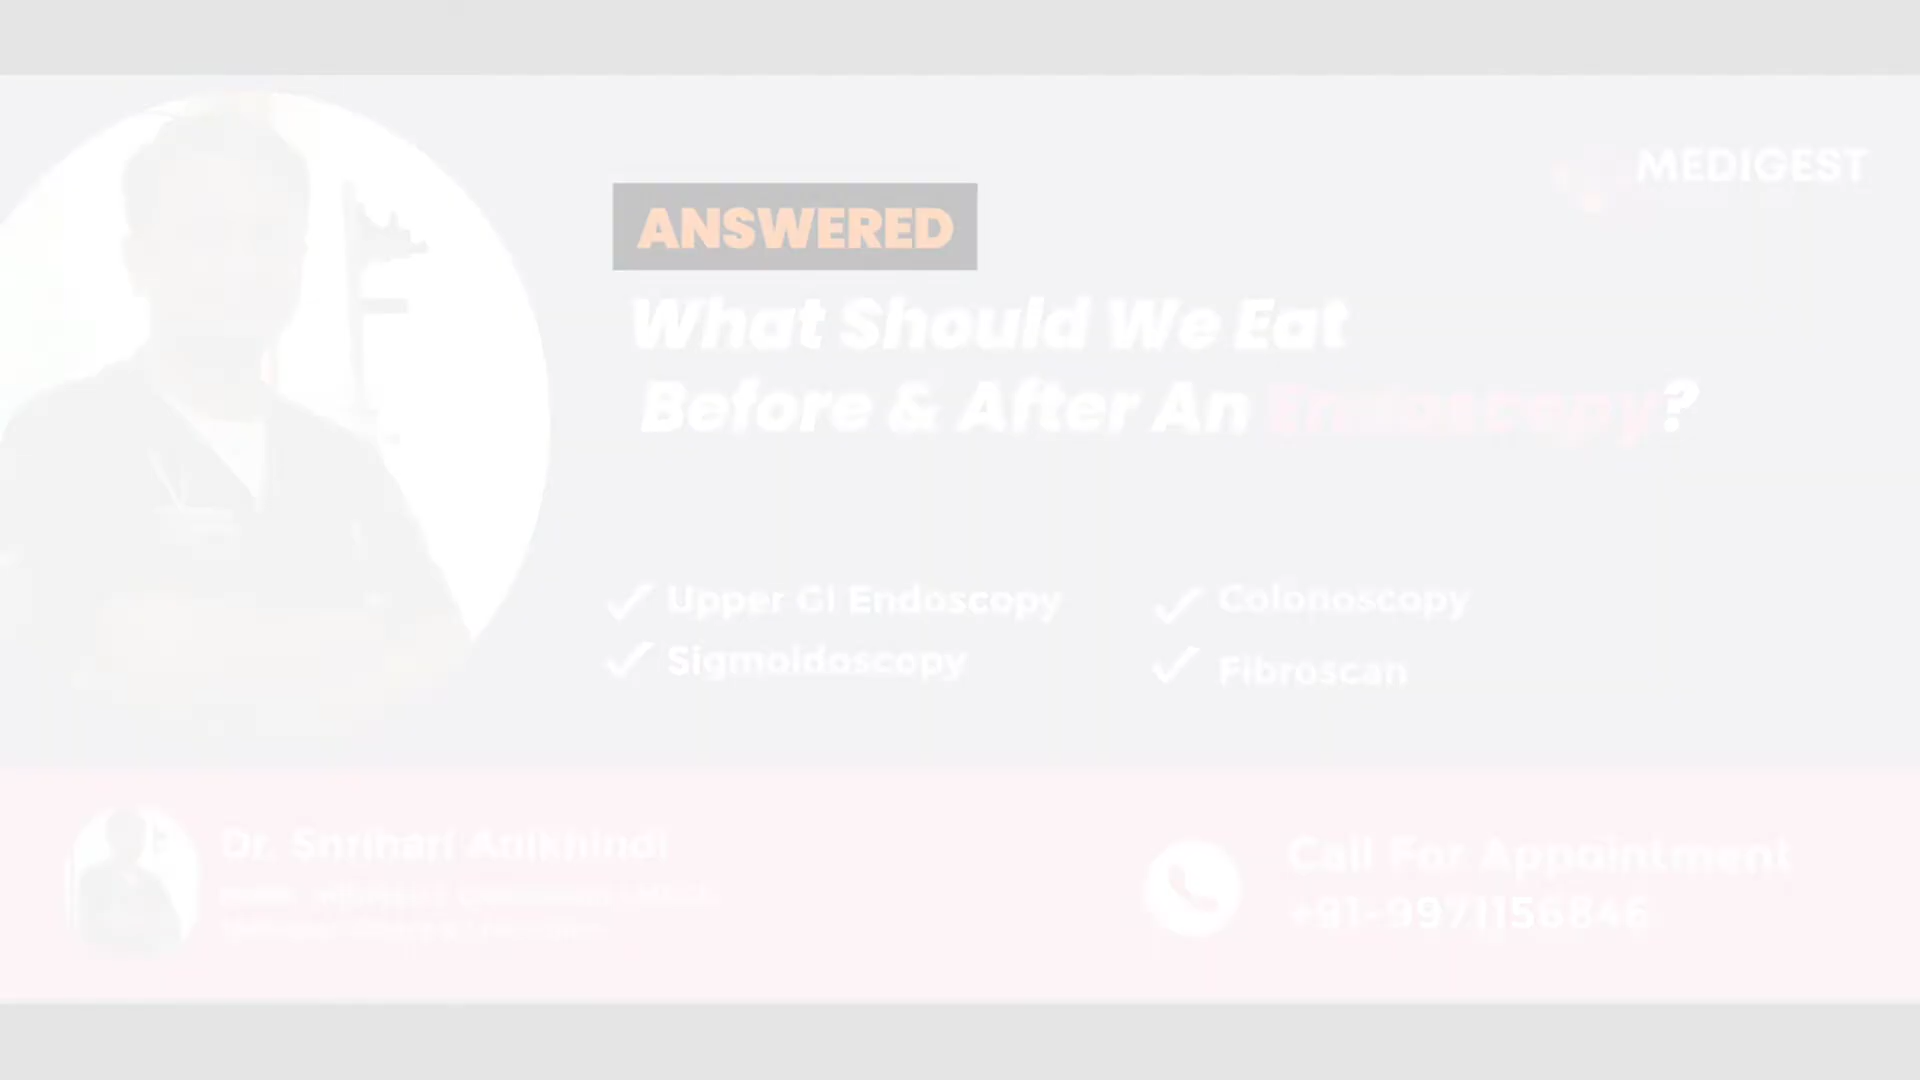 MEDIGEST
ANSWERED
What Should We Eat
Before & After An Endoscopy?
Upper GI Endoscopy
Colonoscopy
Sigmoidoscopy
Fibroscan
Dr. Shrihari Anikhindi
Call For Appointment
+91-9971156846